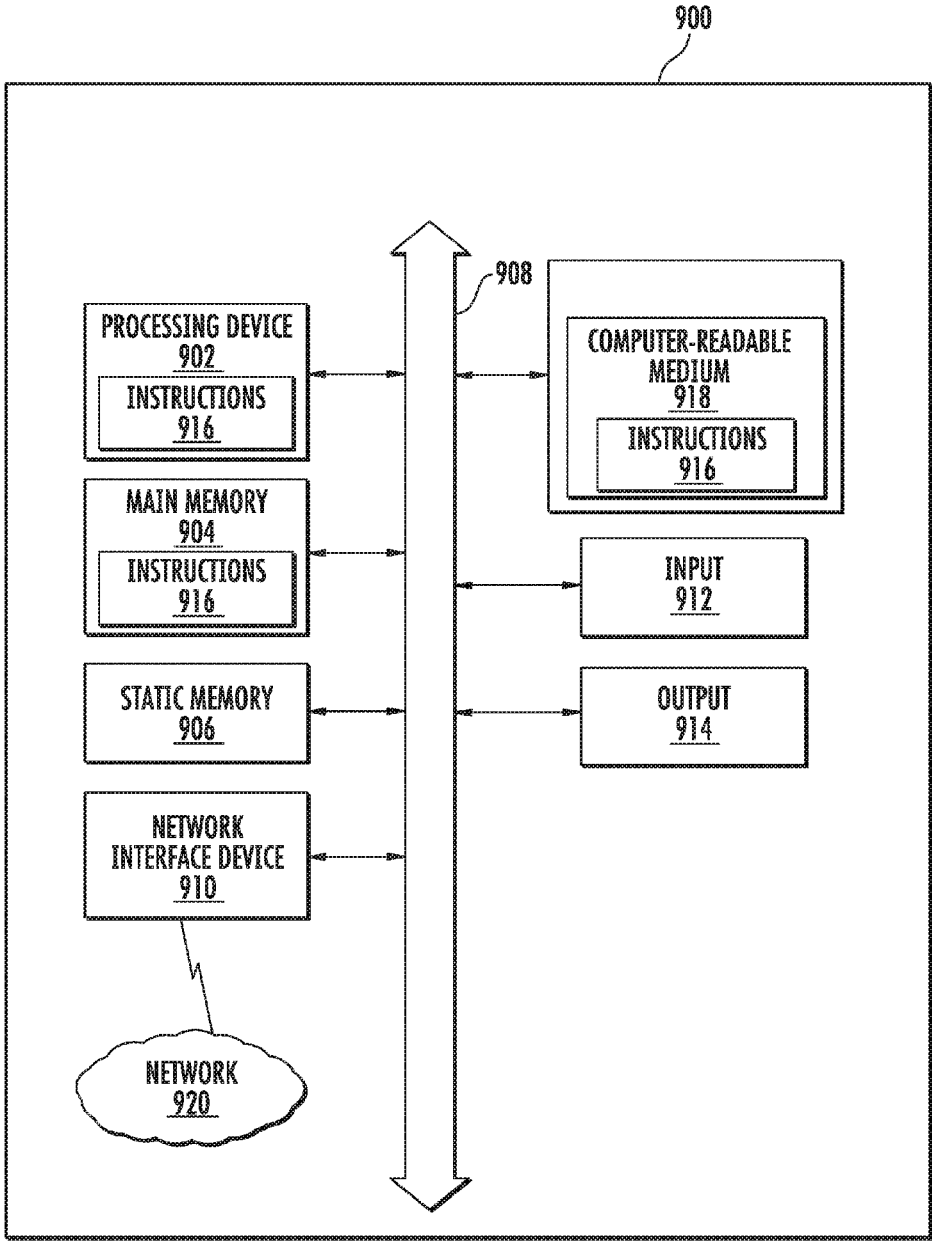 900
908
PROCESSING DEVICE
902
INSTRUCTIONS
916
MAIN MEMORY
904
INSTRUCTIONS
916
STATIC MEMORY
906
NETWORK
INTERFACE DEVICE
910
NETWORK
920
COMPUTER-READABLE
MEDIUM
918
INSTRUCTIONS
916
INPUT
912
OUTPUT
914